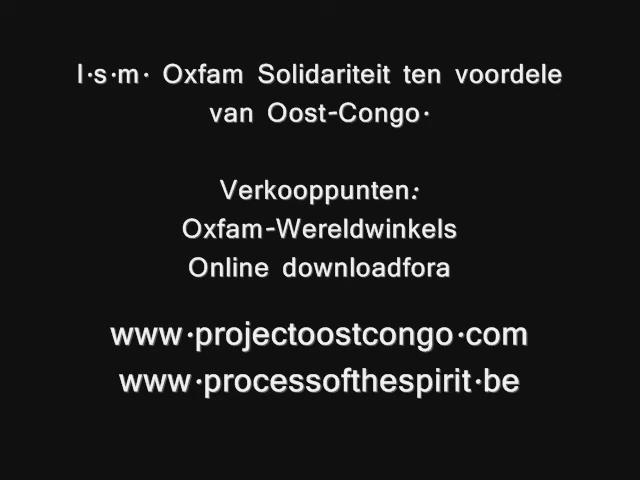 I.s.m. Oxfam Solidariteit ten voordele
van Oost-Congo.
Verkooppunten:
Oxfam-Wereldwinkels
Online downloadfora
www.projectoostcongo.com
www.processofthespirit.be